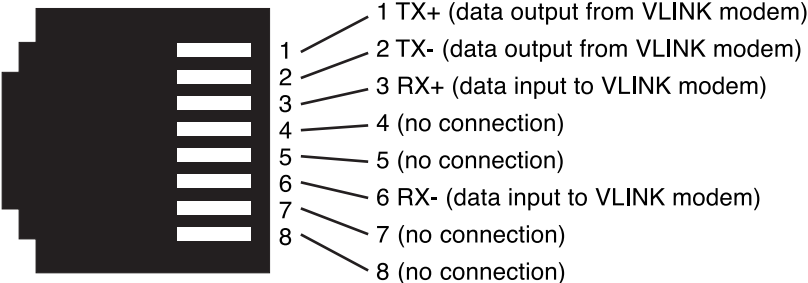 1 1 TX+ (data output from VLINK modem)
2 2 TX- (data output from VLINK modem)
3 3 RX+ (data input to VLINK modem)
4 4 (no connection)
5 5 (no connection)
6 6 RX- (data input to VLINK modem)
7 7 (no connection)
8 8 (no connection)